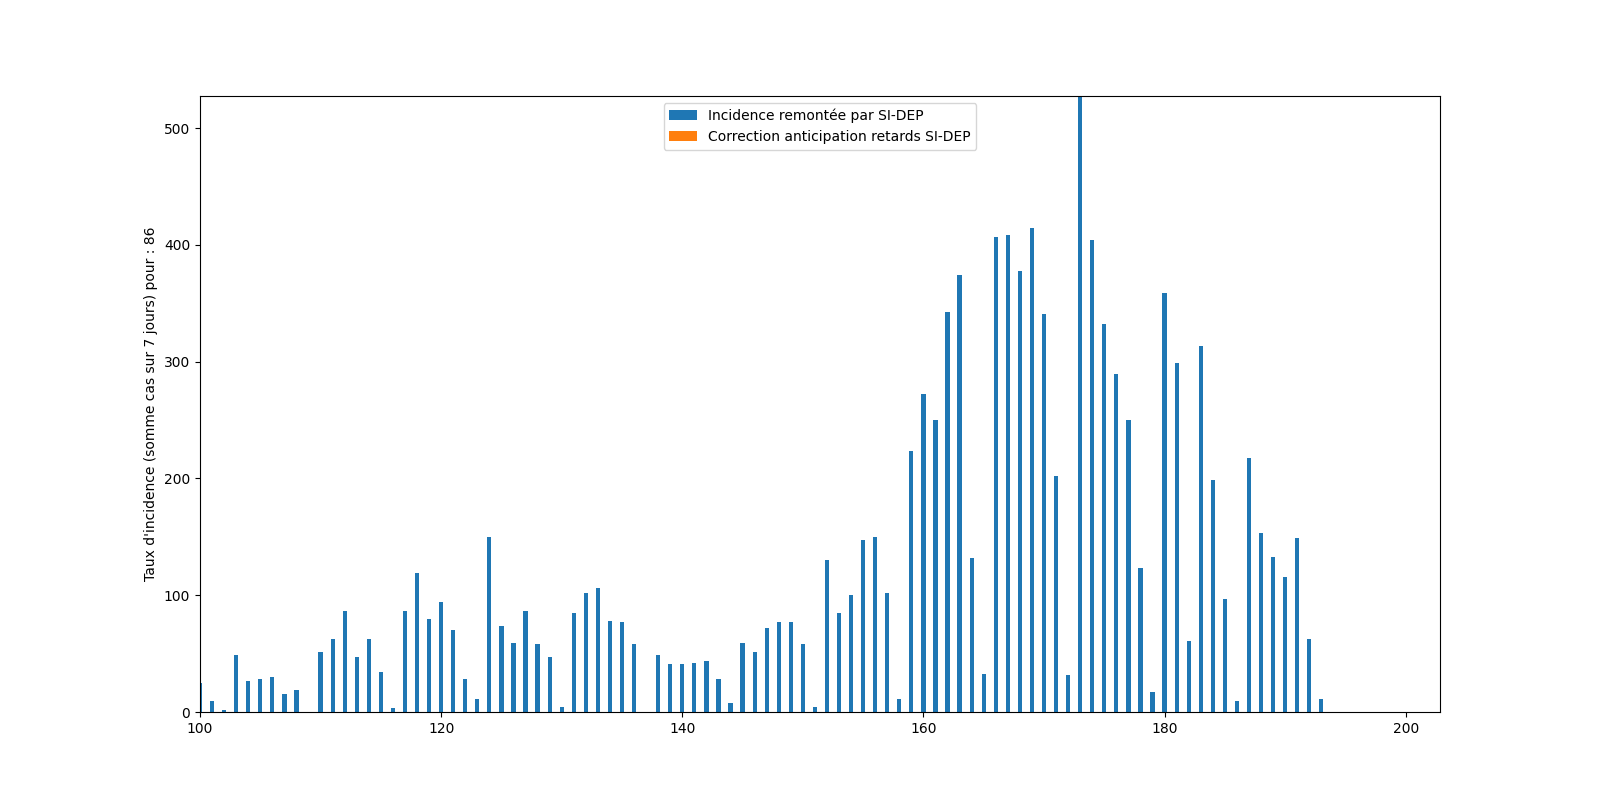 Incidence remontée par SI-DEP
Correction anticipation retards SI-DEP
Taux d'incidence (somme cas sur 7 jours) pour : 86
500
400
300
200
100
0
100 120 140 160 180 200